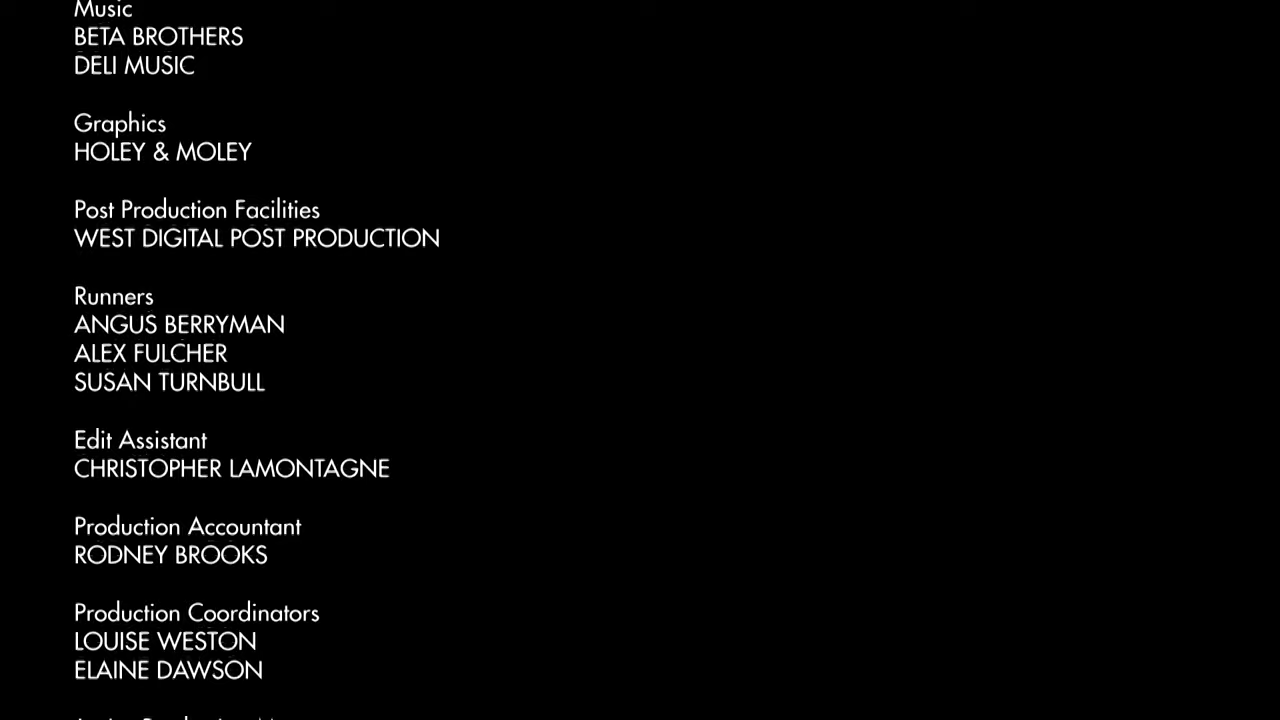 Music
BETA BROTHERS
DELI MUSIC
Graphics
HOLEY & MOLEY
Post Production Facilities
WEST DIGITAL POST PRODUCTION
Runners
ANGUS BERRYMAN
ALEX FULCHER
SUSAN TURNBULL
Edit Assistant
CHRISTOPHER LAMONTAGNE
Production Accountant
RODNEY BROOKS
Production Coordinators
LOUISE WESTON
ELAINE DAWSON